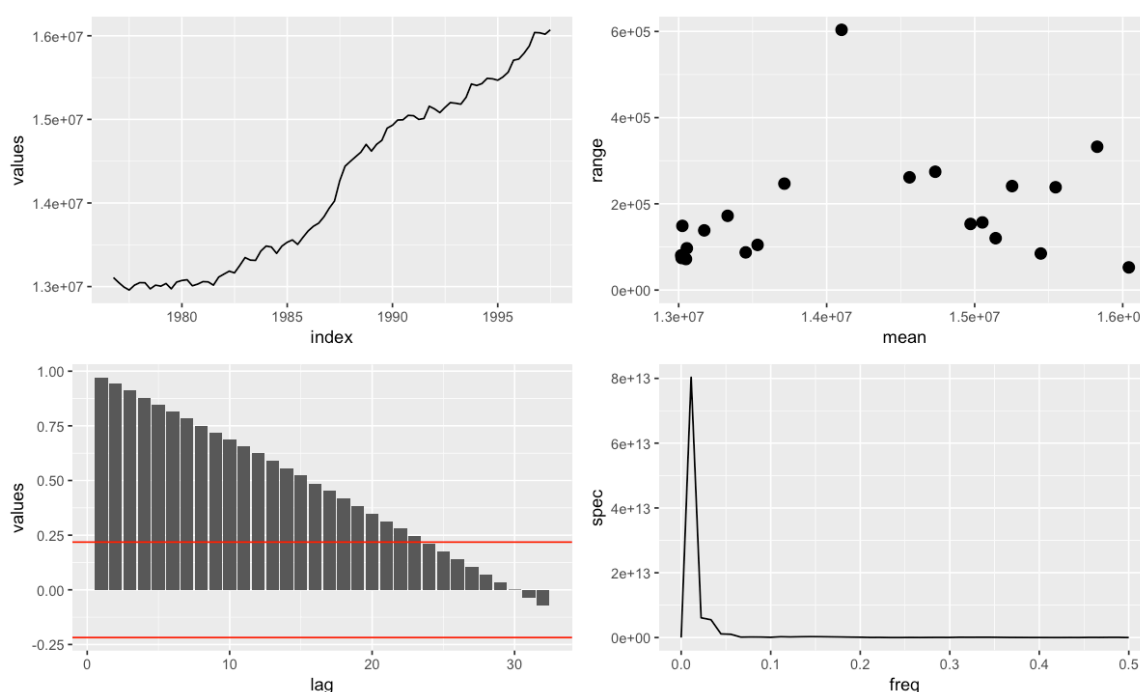 values
1.6e+07
1.5e+07
1.4e+07
1.3e+07
1980
1985
1990
1995
index
range
6e+05
4e+05
2e+05
0e+00
1.3e+07
1.4e+07
1.5e+07
1.6e+0
mean
values
1.00
0.75
0.50
0.25
0.00
-0.25
0
10
20
30
lag
spec
8e+13
6e+13
4e+13
2e+13
0e+00
0.0
0.1
0.2
0.3
0.4
0.5
freq